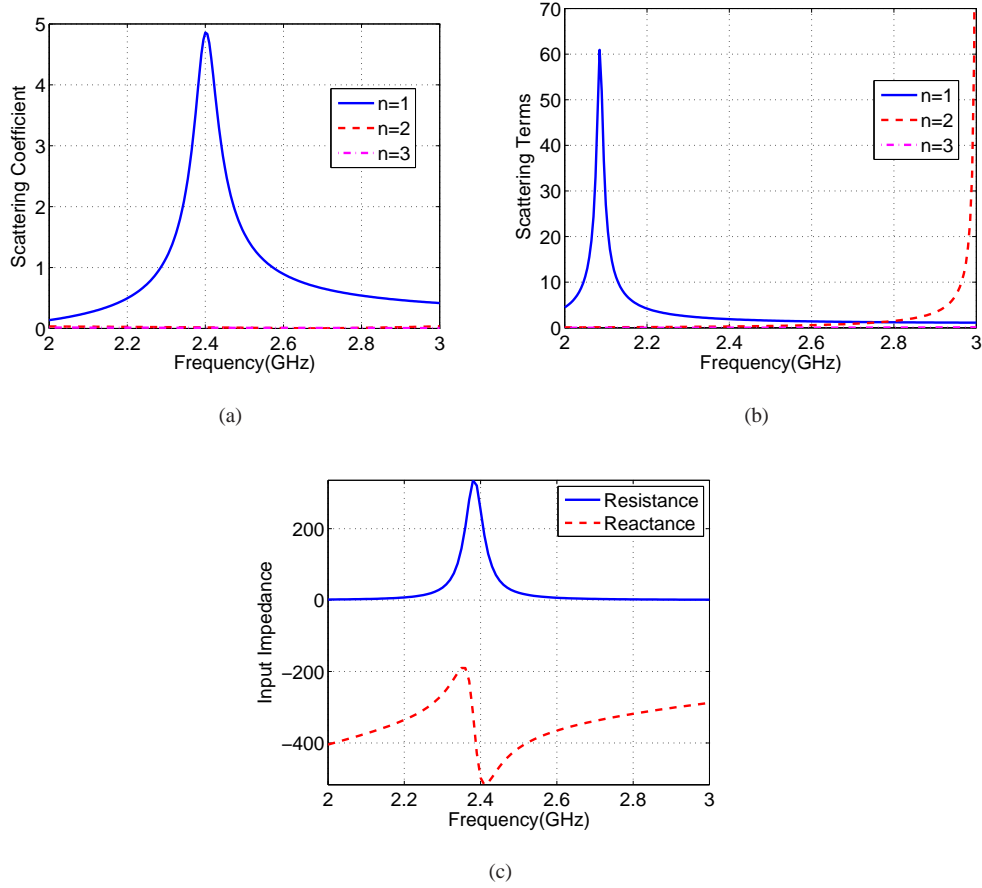 5
4
3
2
1
0
Scattering Coefficient
2 2.2 2.4 2.6 2.8 3
Frequency(GHz)
n=1
n=2
n=3
(a)
70
60
50
40
30
20
10
0
Scattering Terms
2 2.2 2.4 2.6 2.8 3
Frequency(GHz)
n=1
n=2
n=3
(b)
200
0
−200
−400
Input Impedance
2 2.2 2.4 2.6 2.8 3
Frequency(GHz)
Resistance
Reactance
(c)